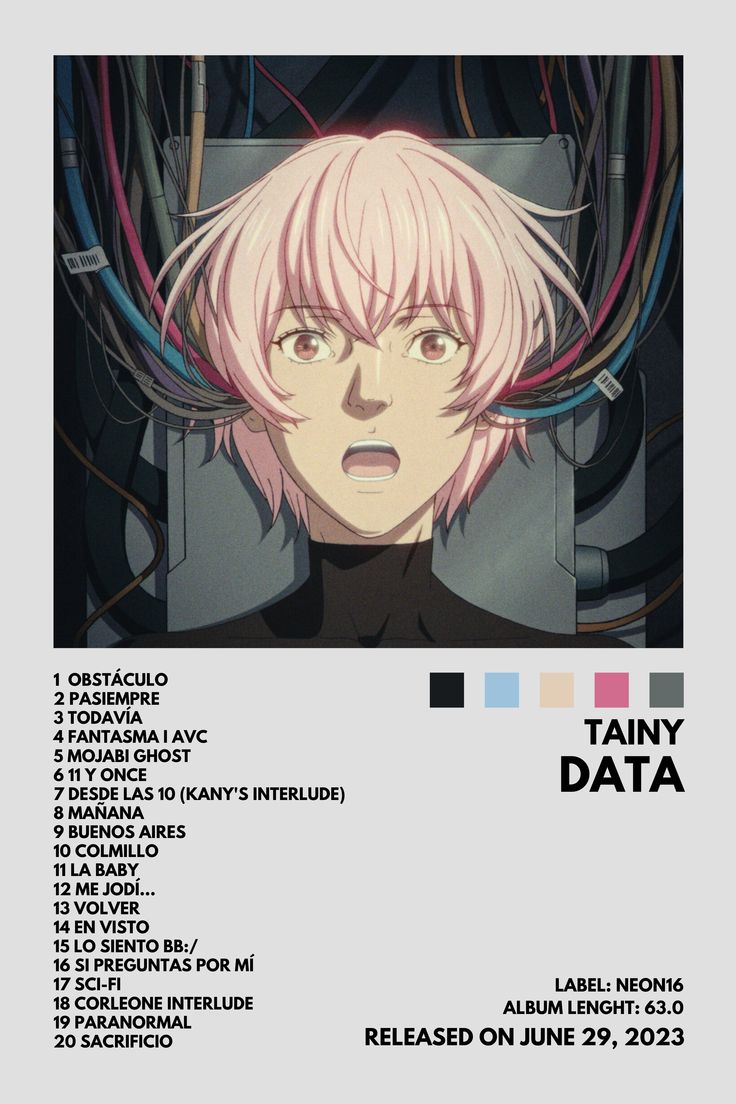 1 OBSTÁCULO
2 PASIEMPRE
3 TODAVÍA
4 FANTASMA I AVC
5 MOJABI GHOST
6 11 Y ONCE
7 DESDE LAS 10 (KANY'S INTERLUDE)
8 MAÑANA
9 BUENOS AIRES
10 COLMILLO
11 LA BABY
12 ME JODÍ...
13 VOLVER
14 EN VISTO
15 LO SIENTO BB:/
16 SI PREGUNTAS POR MÍ
17 SCI-FI
18 CORLEONE INTERLUDE
19 PARANORMAL
20 SACRIFICIO
TAINY
DATA
LABEL: NEON16
ALBUM LENGHT: 63.0
RELEASED ON JUNE 29, 2023